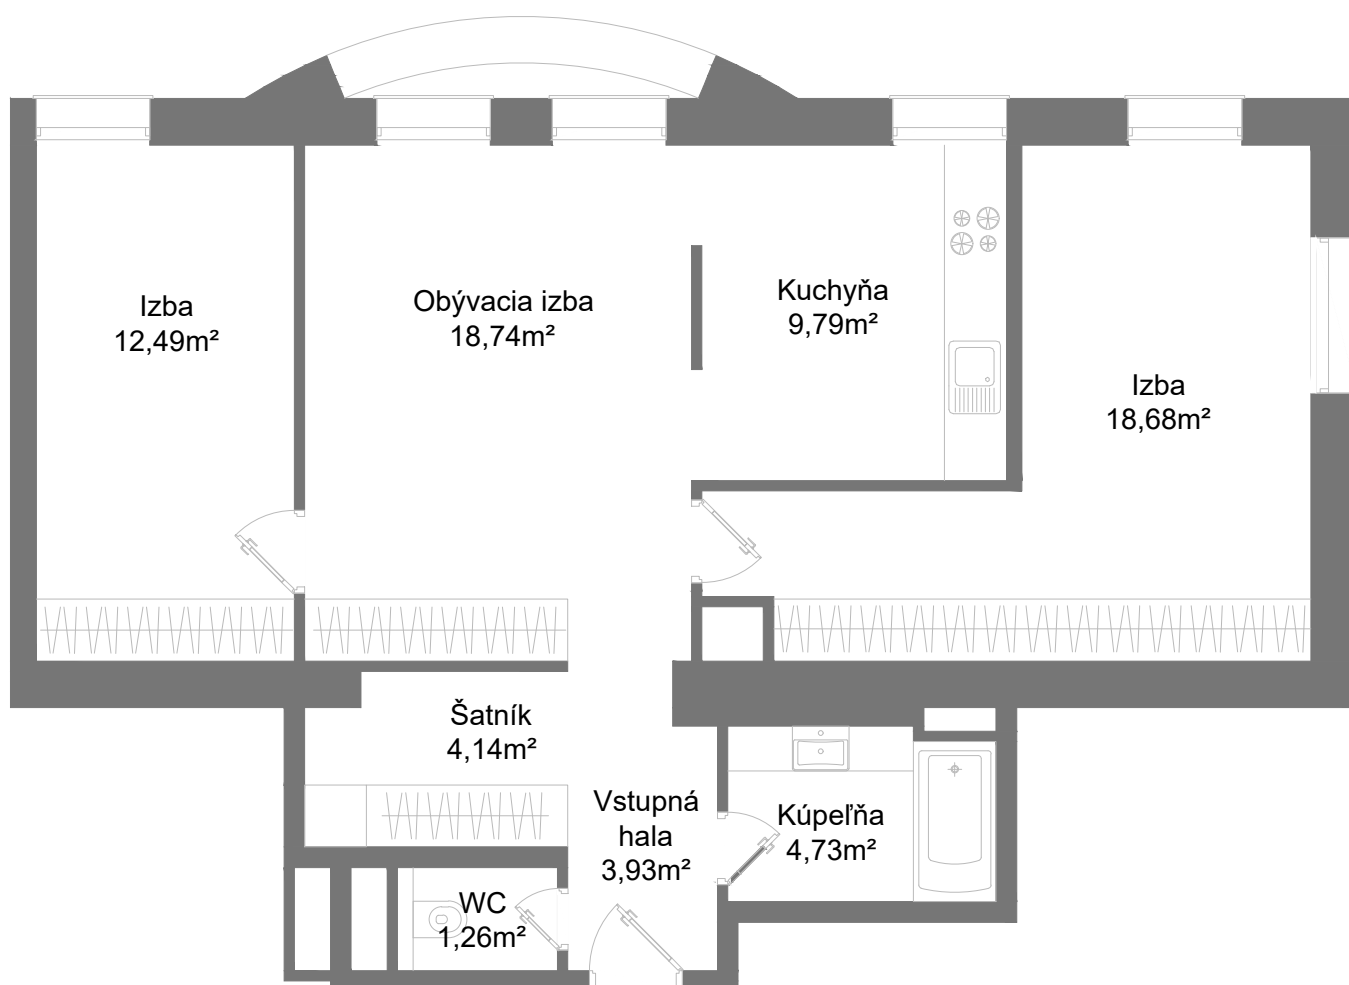 Izba
12,49m²
Obývacia izba
18,74m²
Kuchyňa
9,79m²
Izba
18,68m²
Šatník
4,14m²
Vstupná
hala
3,93m²
Kúpeľňa
4,73m²
WC
1,26m²